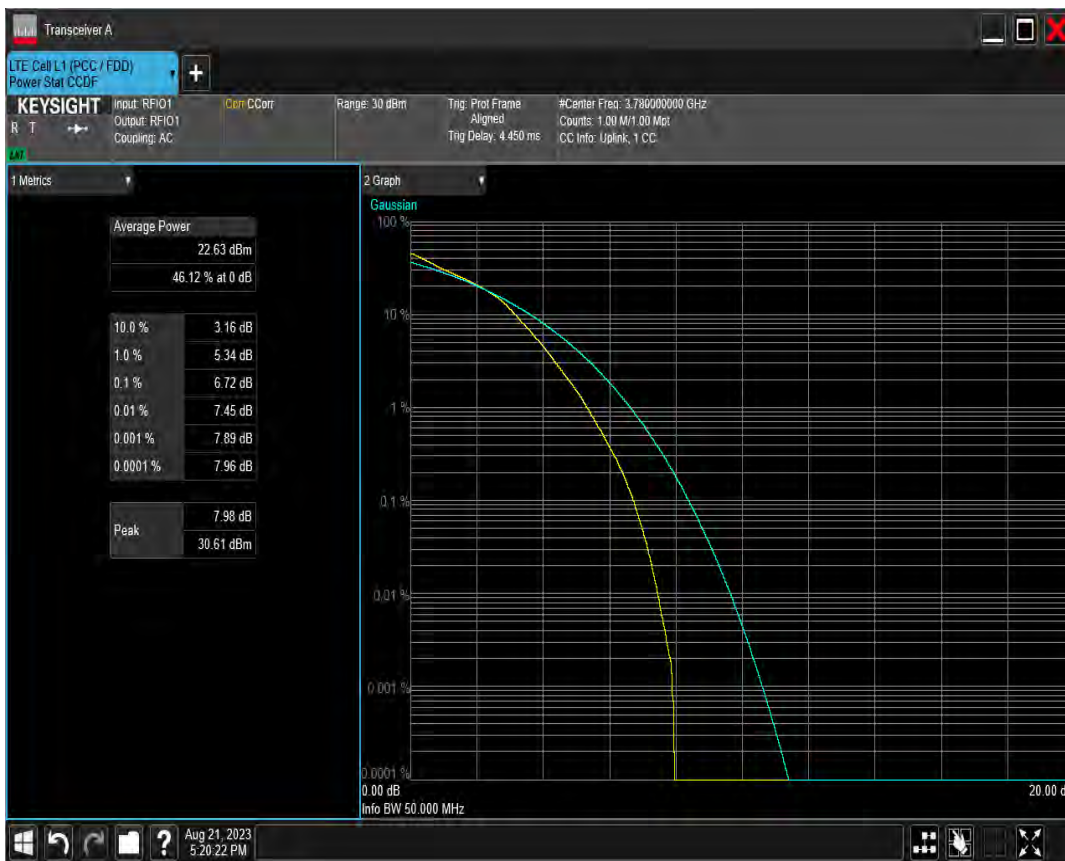 Transceiver A
LTE Cell L1 (PCC / FDD)
Power Stat CCDF
+
KEYSIGHT
R T
LXI
Input: RFIO1
Output: RFIO1
Coupling: AC
Corr CCorr
Range: 30 dBm
Trig: Prot Frame
Aligned
Trig Delay: 4.450 ms
#Center Freq: 3.780000000 GHz
Counts: 1.00 M/1.00 Mpt
CC Info: Uplink, 1 CC
1 Metrics
Average Power
22.63 dBm
46.12 % at 0 dB
10.0 % 3.16 dB
1.0 % 5.34 dB
0.1 % 6.72 dB
0.01 % 7.45 dB
0.001 % 7.89 dB
0.0001 % 7.96 dB
Peak
7.98 dB
30.61 dBm
2 Graph
Gaussian
100 %
10 %
1 %
0.1 %
0.01 %
0.001 %
0.0001 %
0.00 dB
20.00 d
Info BW 50.000 MHz
?
Aug 21, 2023
5:20:22 PM